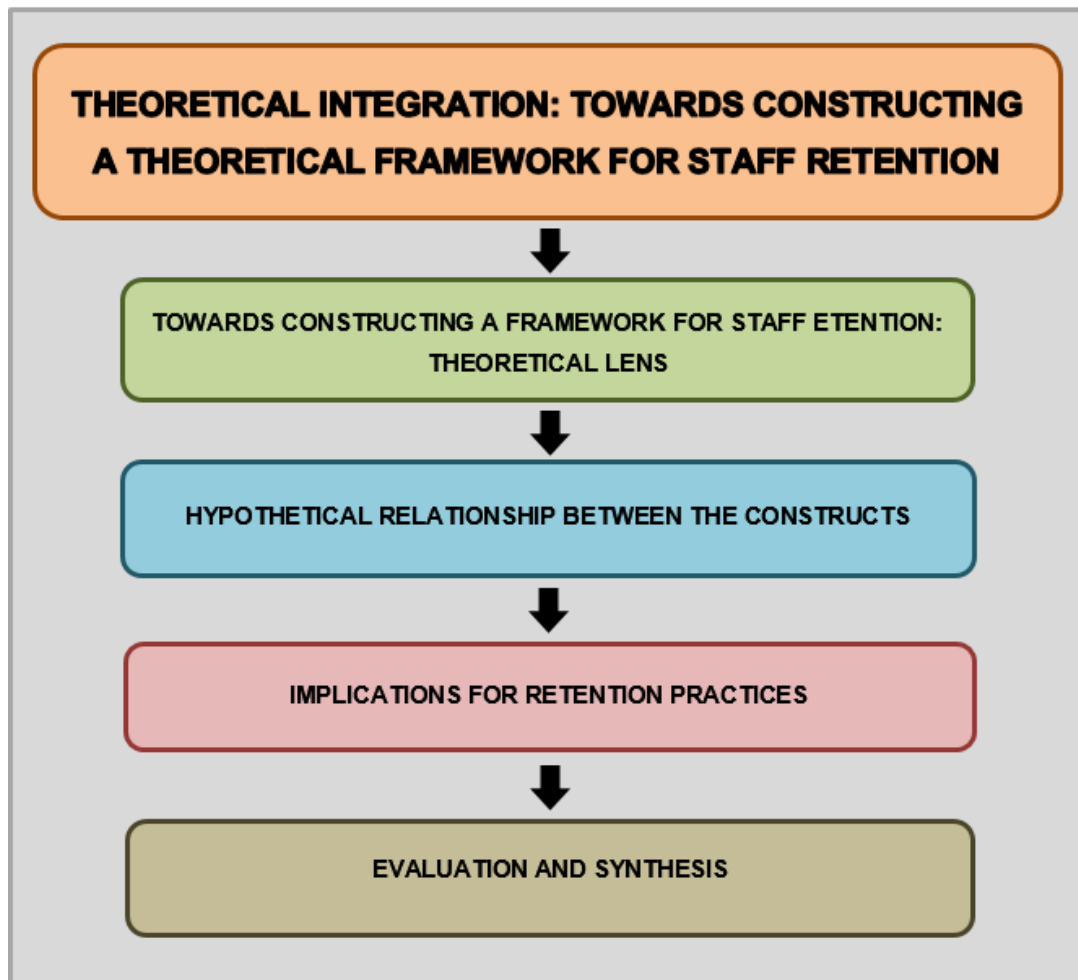 THEORETICAL INTEGRATION: TOWARDS CONSTRUCTING
A THEORETICAL FRAMEWORK FOR STAFF RETENTION
TOWARDS CONSTRUCTING A FRAMEWORK FOR STAFF ETENTION:
THEORETICAL LENS
HYPOTHETICAL RELATIONSHIP BETWEEN THE CONSTRUCTS
IMPLICATIONS FOR RETENTION PRACTICES
EVALUATION AND SYNTHESIS